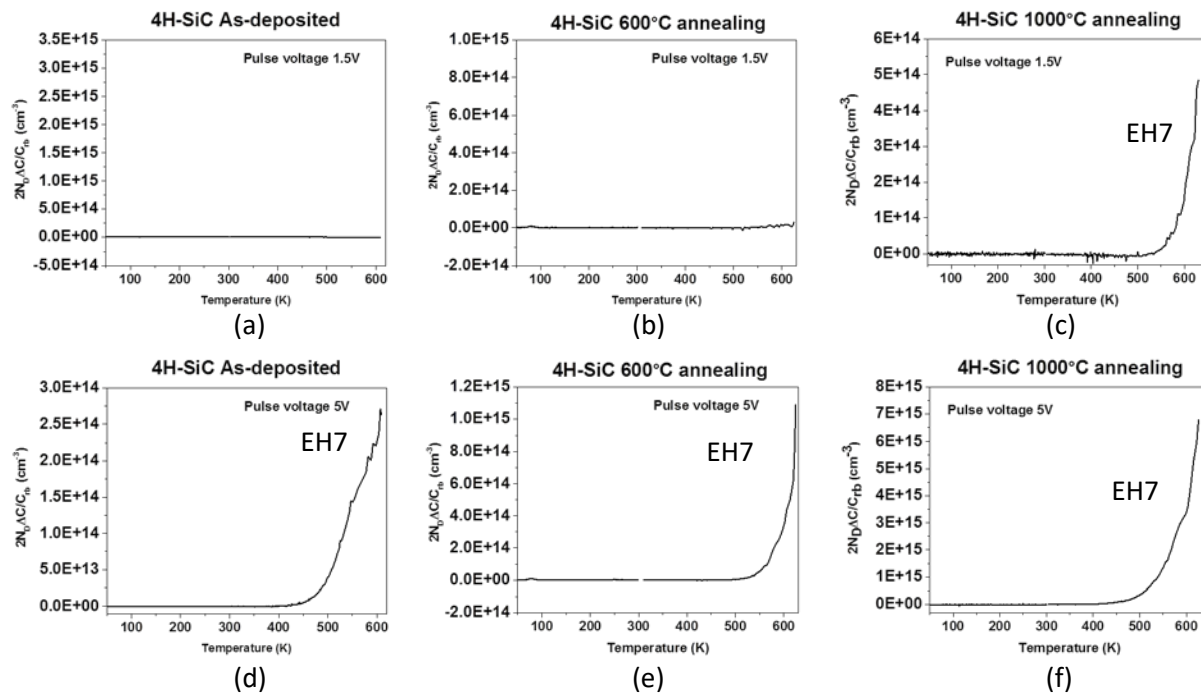 4H-SiC As-deposited
Pulse voltage 1.5V
3.5E+15
3.0E+15
2.5E+15
2.0E+15
1.5E+15
1.0E+15
5.0E+14
0.0E+00
-5.0E+14
2N_D ΔC/C_rb (cm⁻³)
100 200 300 400 500 600
Temperature (K)
(a)
4H-SiC 600°C annealing
Pulse voltage 1.5V
1.0E+15
8.0E+14
6.0E+14
4.0E+14
2.0E+14
0.0E+00
-2.0E+14
2N_D ΔC/C_rb (cm⁻³)
100 200 300 400 500 600
Temperature (K)
(b)
4H-SiC 1000°C annealing
Pulse voltage 1.5V
EH7
6E+14
5E+14
4E+14
3E+14
2E+14
1E+14
0E+00
2N_D ΔC/C_rb (cm⁻³)
100 200 300 400 500 600
Temperature (K)
(c)
4H-SiC As-deposited
Pulse voltage 5V
EH7
3.0E+14
2.5E+14
2.0E+14
1.5E+14
1.0E+14
5.0E+13
0.0E+00
2N_D ΔC/C_rb (cm⁻³)
100 200 300 400 500 600
Temperature (K)
(d)
4H-SiC 600°C annealing
Pulse voltage 5V
EH7
1.2E+15
1.0E+15
8.0E+14
6.0E+14
4.0E+14
2.0E+14
0.0E+00
-2.0E+14
2N_D ΔC/C_rb (cm⁻³)
100 200 300 400 500 600
Temperature (K)
(e)
4H-SiC 1000°C annealing
Pulse voltage 5V
EH7
8E+15
7E+15
6E+15
5E+15
4E+15
3E+15
2E+15
1E+15
0E+00
2N_D ΔC/C_rb (cm⁻³)
100 200 300 400 500 600
Temperature (K)
(f)